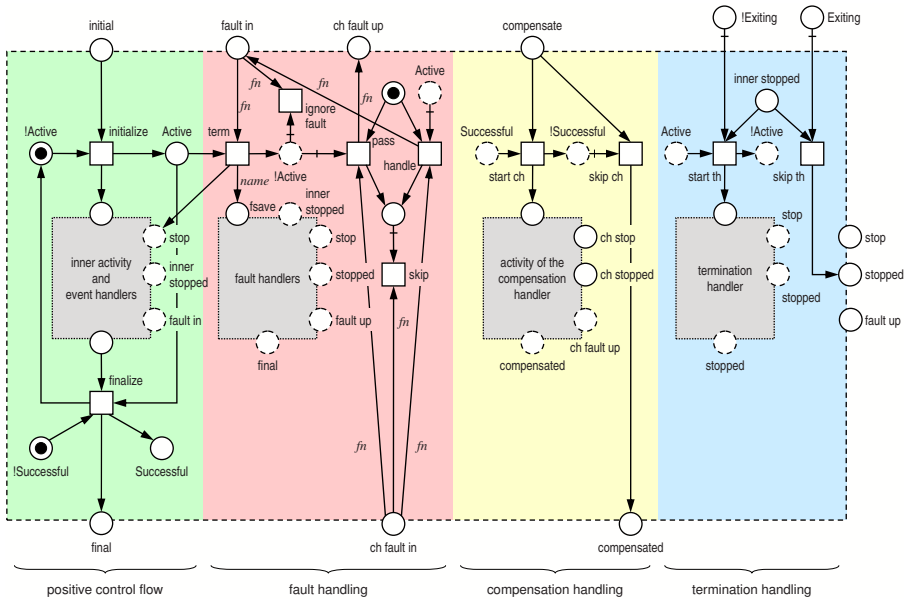 initial
fault in
ch fault up
compensate
!Exiting
Exiting
fn
fn
fn
fn
Active
ignore
fault
inner stopped
!Active
initialize
Active
term
pass
handle
Successful
!Successful
Active
!Active
name
!Active
start ch
skip ch
start th
skip th
fsave
inner
stopped
stop
stop
stop
stop
inner activity
and
event handlers
inner
stopped
fault handlers
stopped
skip
activity of the
compensation
handler
ch stop
ch stopped
termination
handler
stopped
stopped
fault in
fault up
fn
ch fault up
fault up
final
compensated
stopped
finalize
fn
fn
!Successful
Successful
final
ch fault in
compensated
positive control flow
fault handling
compensation handling
termination handling